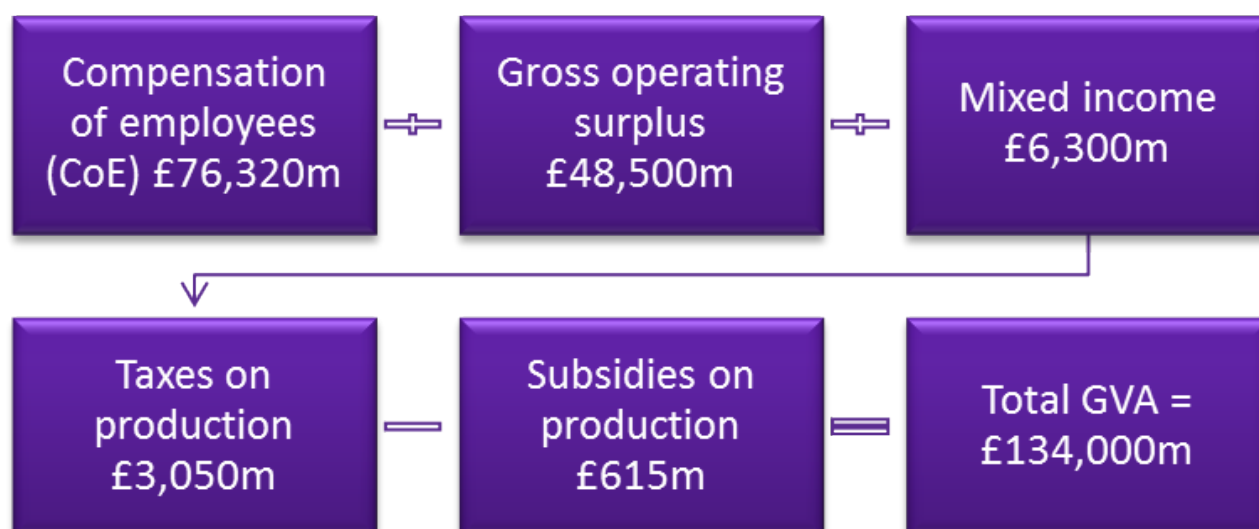 Compensation
of employees
(CoE) £76,320m
Gross operating
surplus
£48,500m
Mixed income
£6,300m
Taxes on
production
£3,050m
Subsidies on
production
£615m
Total GVA =
£134,000m